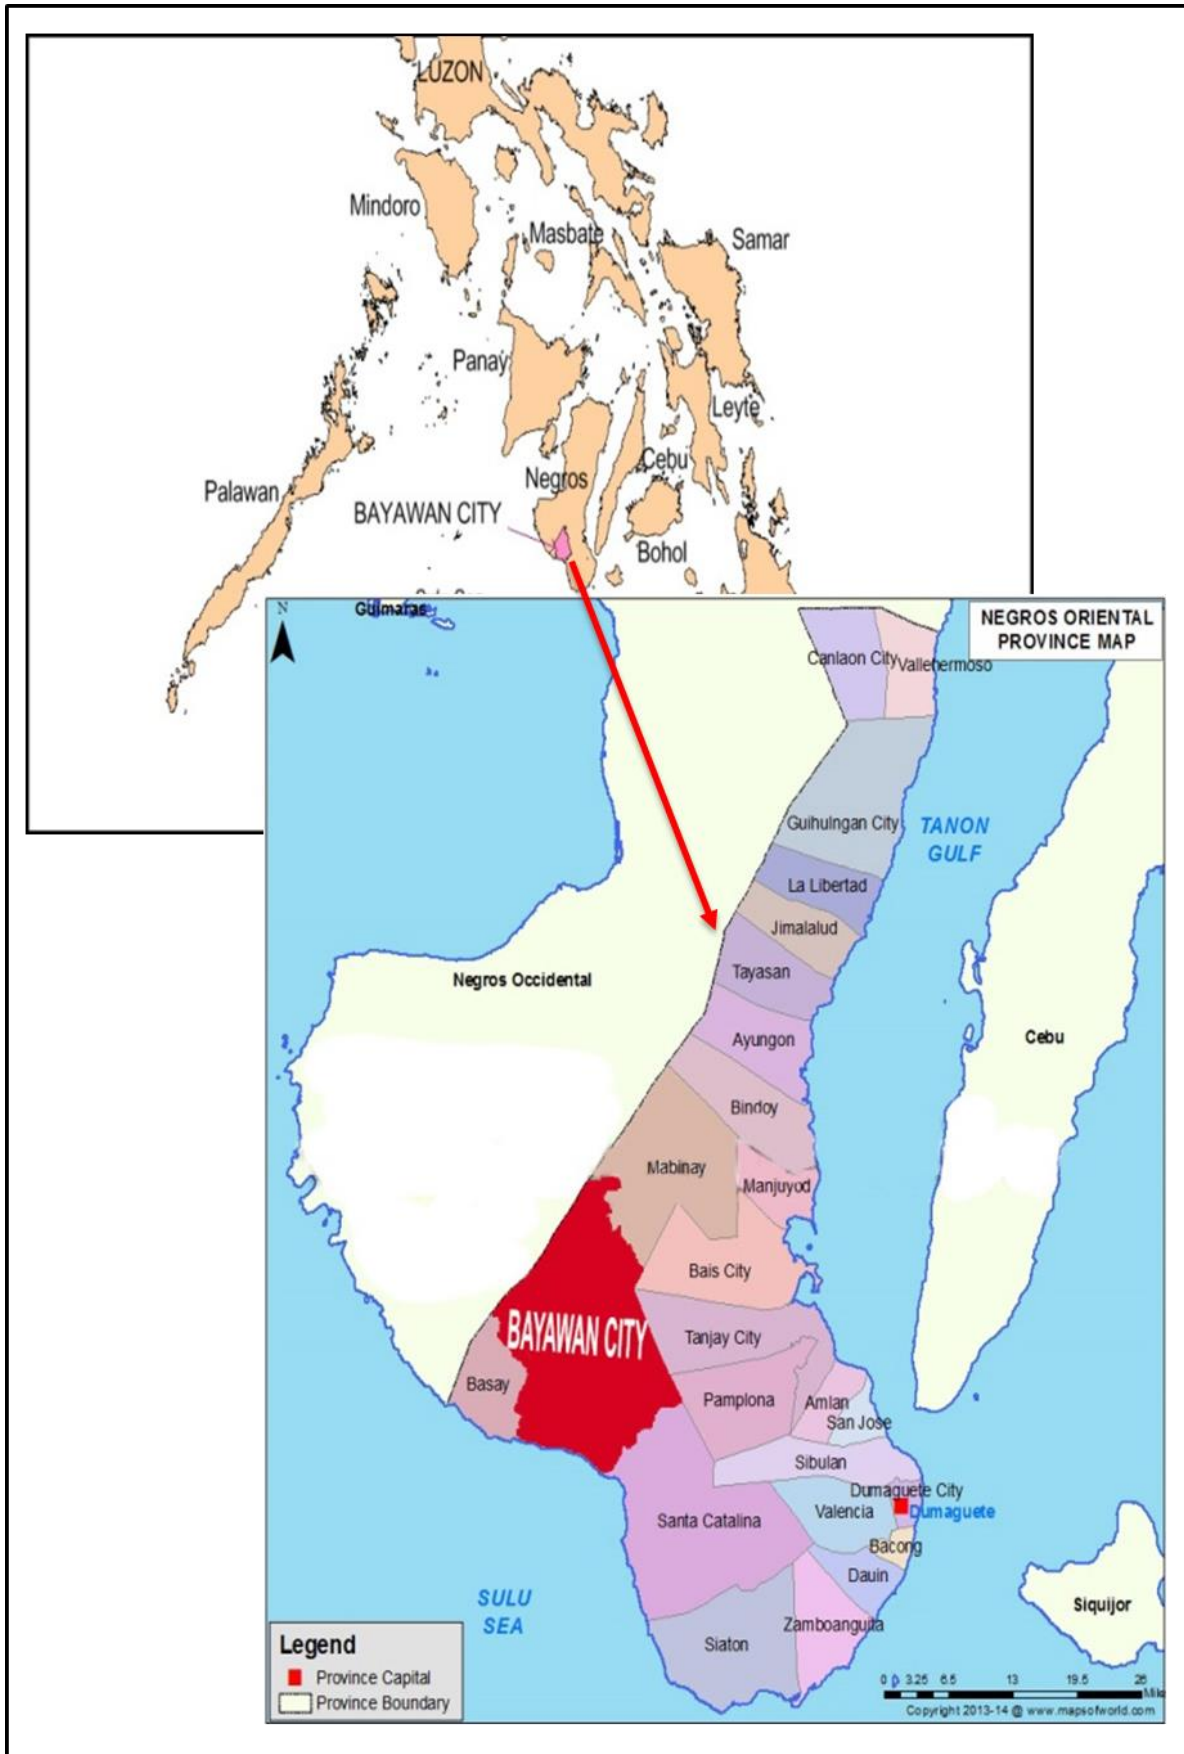 LUZON
Mindoro
Masbate
Samar
Panay
Leyte
Negros
Cebu
Palawan
BAYAWAN CITY
Bohol
N
Guimaras
NEGROS ORIENTAL
PROVINCE MAP
Canlaon City
Vallehermoso
Guihulngan City
TANON
GULF
La Libertad
Jimalalud
Tayasan
Negros Occidental
Ayungon
Cebu
Bindoy
Mabinay
Manjuyod
Bais City
BAYAWAN CITY
Tanjay City
Basay
Pamplona
Amlan
San Jose
Sibulan
Dumaguete City
Valencia
Dumaguete
Santa Catalina
Bacong
Dauin
SULU
SEA
Siquijor
Zamboanguita
Siaton
Legend
Province Capital
Province Boundary
0 3.25 6.5 13 19.5 26
Mile
Copyright 2013-14 @ www.mapsofworld.com